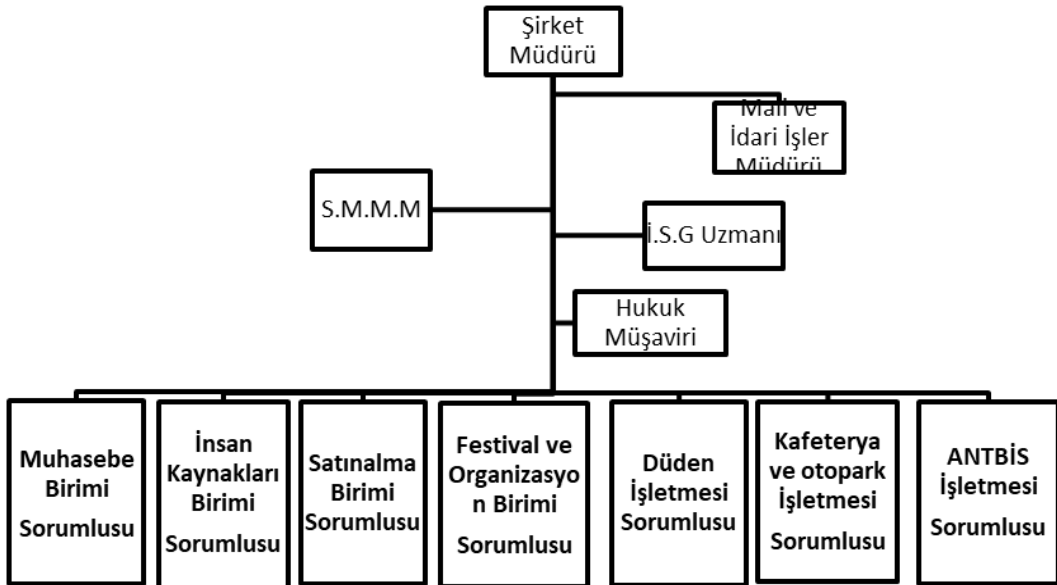 Şirket
Müdürü
Mali ve
İdari İşler
Müdürü
S.M.M.M
İ.S.G Uzmanı
Hukuk
Müşaviri
Muhasebe
Birimi
Sorumlusu
İnsan
Kaynakları
Birimi
Sorumlusu
Satınalma
Birimi
Sorumlusu
Festival ve
Organizasyo
n Birimi
Sorumlusu
Düden
İşletmesi
Sorumlusu
Kafeterya
ve otopark
İşletmesi
Sorumlusu
ANTBİS
İşletmesi
Sorumlusu